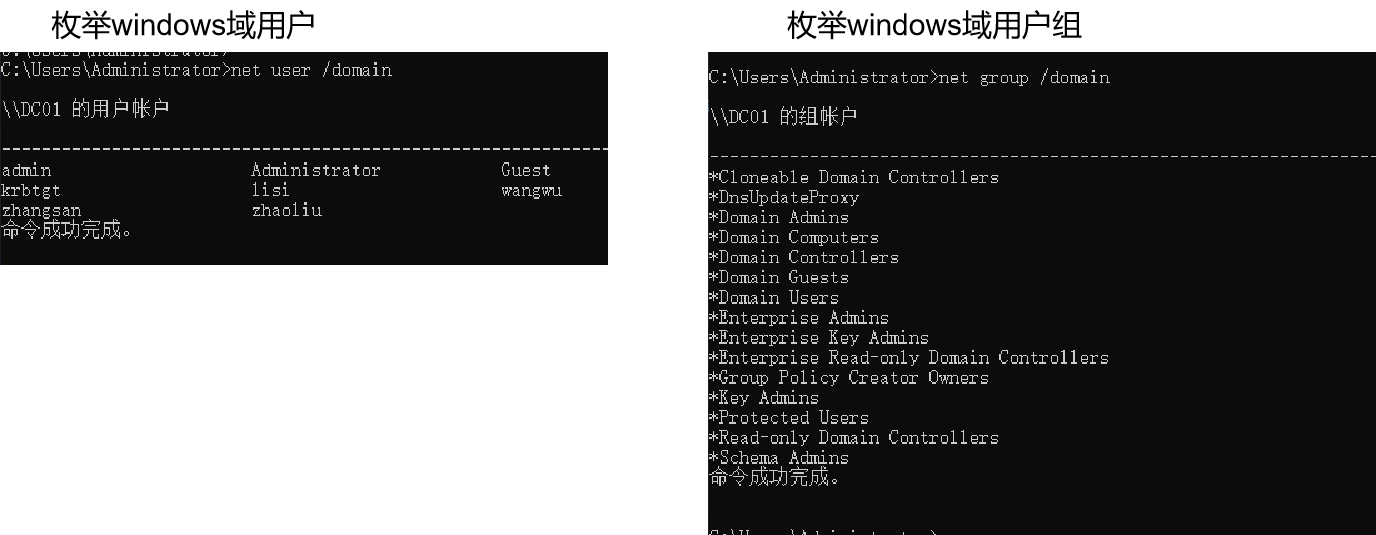 枚举windows域用户
C:\Users\Administrator>net user /domain
\\DC01 的用户帐户
-------------------------------------------------------------
admin Administrator Guest
krbtgt lisi wangwu
zhangsan zhaoliu
命令成功完成。
枚举windows域用户组
C:\Users\Administrator>net group /domain
\\DC01 的组帐户
-------------------------------------------------------------------
*Cloneable Domain Controllers
*DnsUpdateProxy
*Domain Admins
*Domain Computers
*Domain Controllers
*Domain Guests
*Domain Users
*Enterprise Admins
*Enterprise Key Admins
*Enterprise Read-only Domain Controllers
*Group Policy Creator Owners
*Key Admins
*Protected Users
*Read-only Domain Controllers
*Schema Admins
命令成功完成。